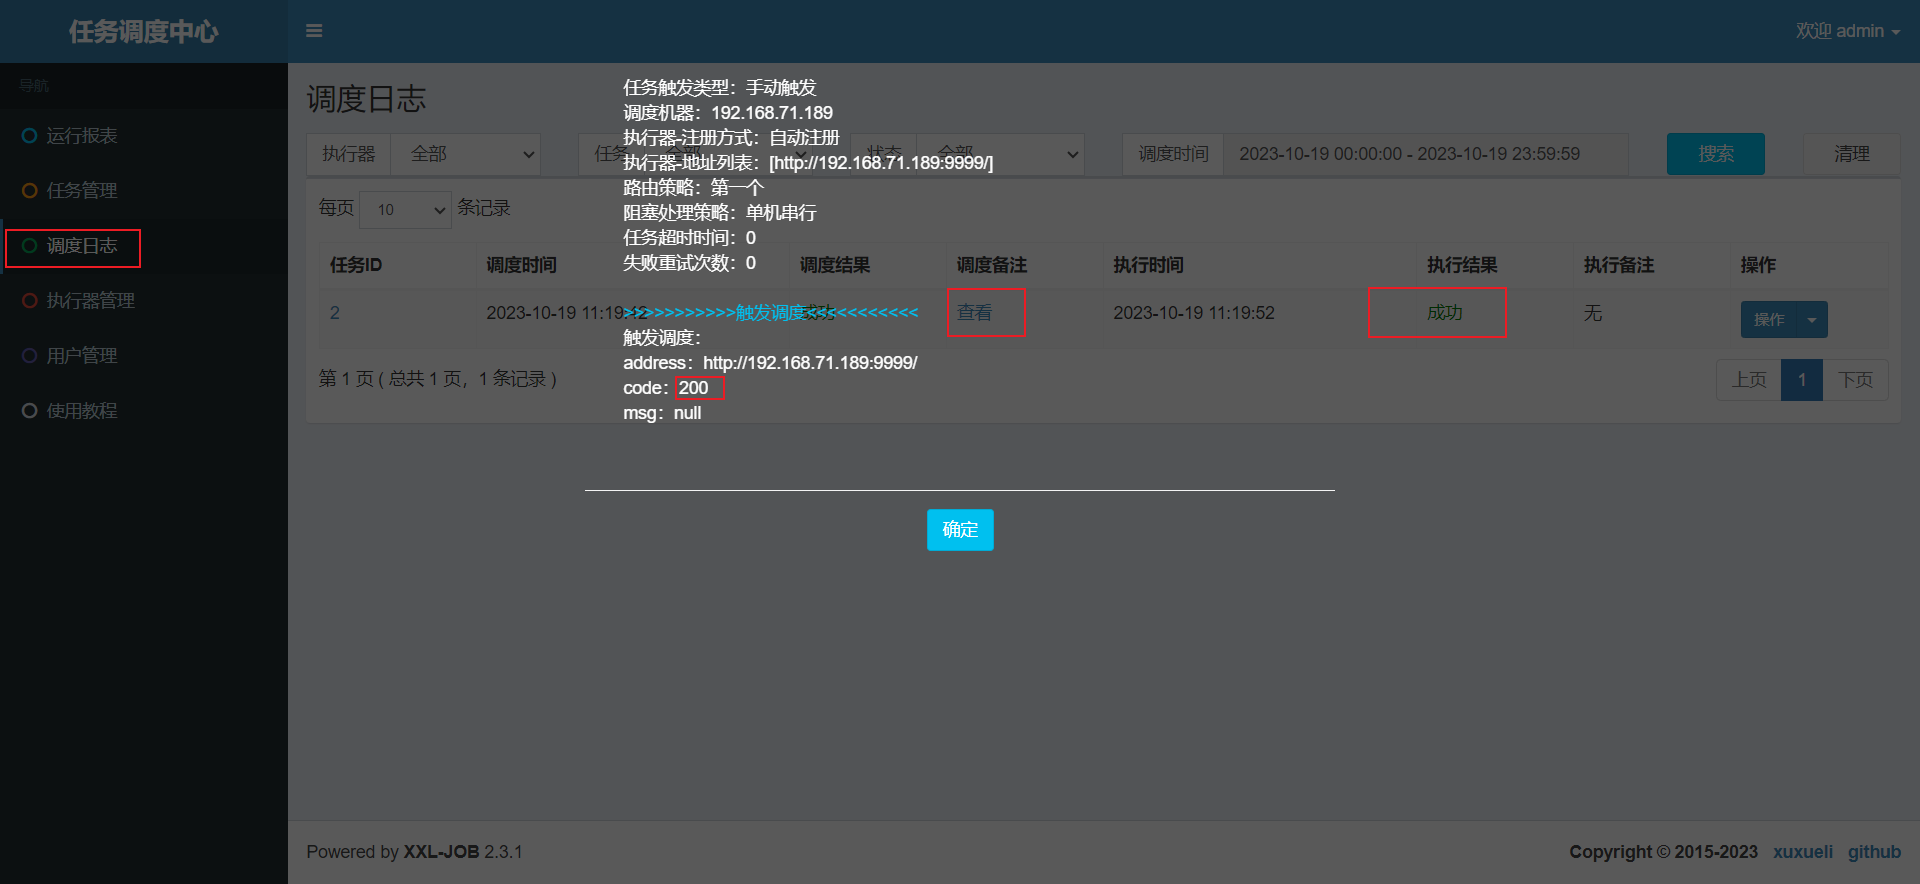 任务调度中心
欢迎 admin
导航
运行报表
任务管理
调度日志
执行器管理
用户管理
使用教程
调度日志
执行器 全部 任务 全部 状态 全部 调度时间 2023-10-19 00:00:00 - 2023-10-19 23:59:59 搜索 清理
每页 10 条记录
任务ID 调度时间 调度结果 调度备注 执行时间 执行结果 执行备注 操作
2 2023-10-19 11:19:42 成功 查看 2023-10-19 11:19:52 成功 无 操作
第 1 页 ( 总共 1 页，1 条记录 ) 上页 1 下页
任务触发类型：手动触发
调度机器：192.168.71.189
执行器-注册方式：自动注册
执行器-地址列表：[http://192.168.71.189:9999/]
路由策略：第一个
阻塞处理策略：单机串行
任务超时时间：0
失败重试次数：0
>>>>>>>>>>>触发调度<<<<<<<<<<<
触发调度：
address：http://192.168.71.189:9999/
code：200
msg：null
确定
Powered by XXL-JOB 2.3.1
Copyright © 2015-2023 xuxueli github